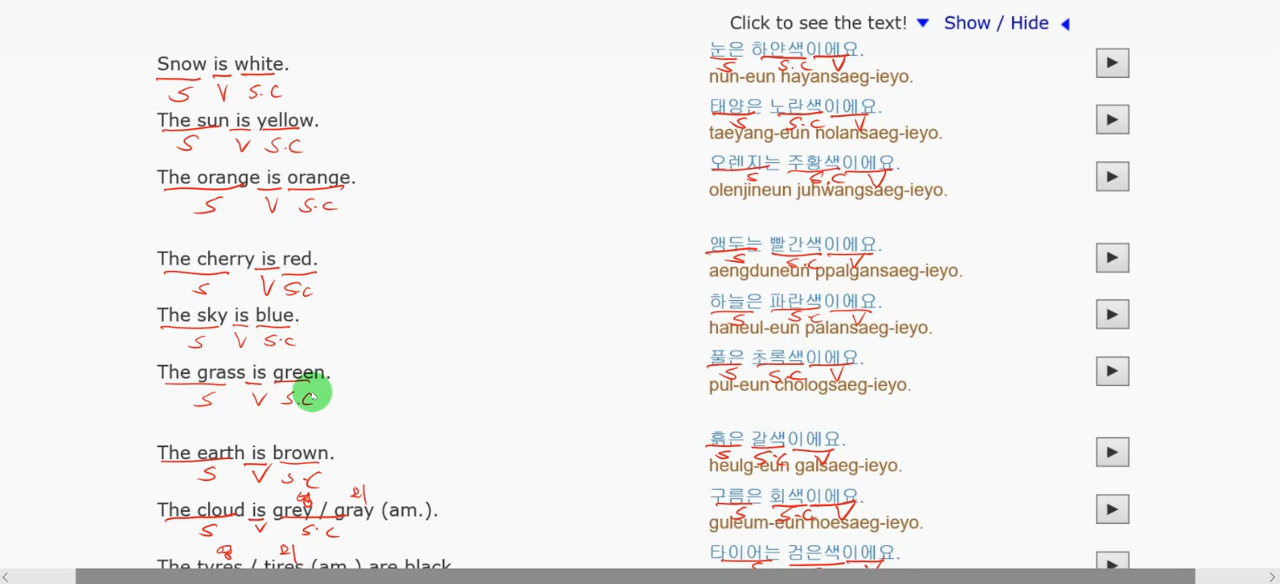 Click to see the text! ▼ Show / Hide ◀
Snow is white.
S V S.C
눈은 하얀색이에요.
S S.C V
nun-eun hayansaeg-ieyo.
The sun is yellow.
S V S.C
태양은 노란색이에요.
S S.C V
taeyang-eun nolansaeg-ieyo.
The orange is orange.
S V S.C
오렌지는 주황색이에요.
S S.C V
olenjineun juhwangsaeg-ieyo.
The cherry is red.
S V S.C
앵두는 빨간색이에요.
S S.C V
aengduneun ppalgansaeg-ieyo.
The sky is blue.
S V S.C
하늘은 파란색이에요.
S S.C V
haneul-eun palansaeg-ieyo.
The grass is green.
S V S.C
풀은 초록색이에요.
S S.C V
pul-eun chologsaeg-ieyo.
The earth is brown.
S V S.C
흙은 갈색이에요.
S S.C V
heulg-eun galsaeg-ieyo.
영 미
The cloud is grey / gray (am.).
S V S.C
구름은 회색이에요.
S S.C V
guleum-eun hoesaeg-ieyo.
영 미
The tyres / tires (am.) are black.
타이어는 검은색이에요.